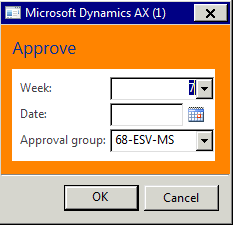 Microsoft Dynamics AX (1)
Approve
Week: 7
Date:
Approval group: 68-ESV-MS
OK Cancel